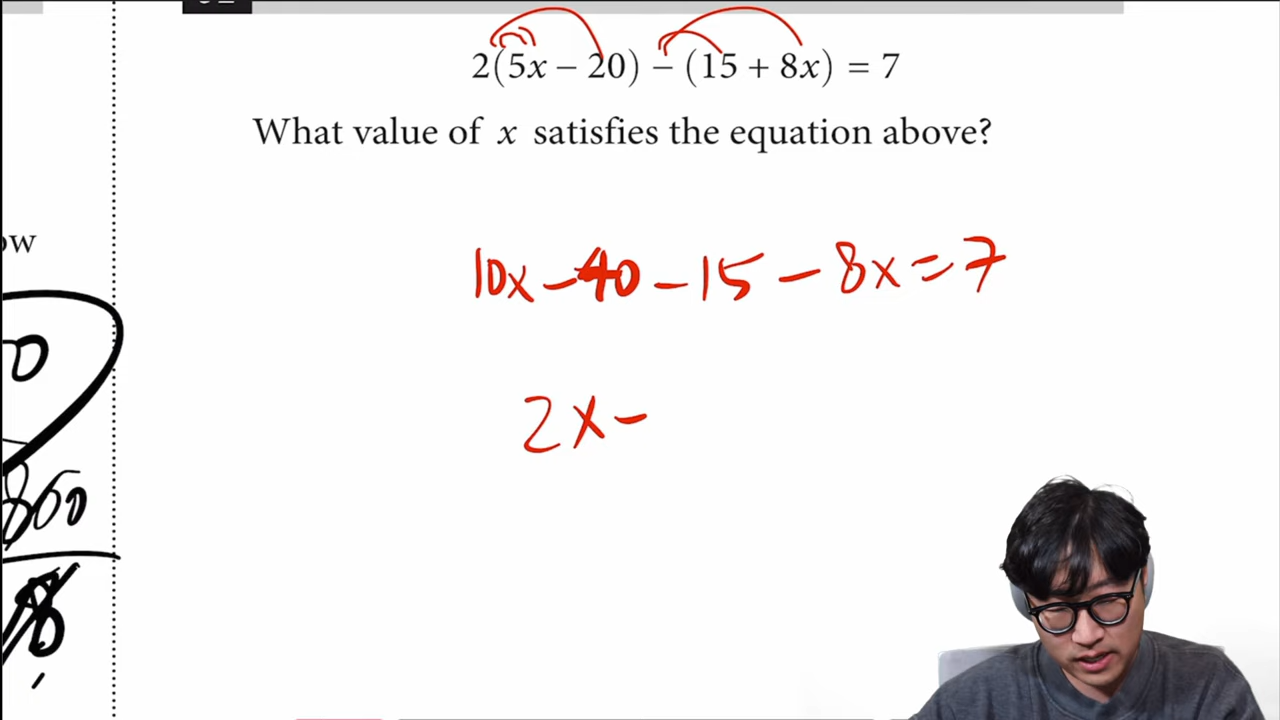 2(5x − 20) − (15 + 8x) = 7
What value of x satisfies the equation above?
ow
10x − 40 − 15 − 8x = 7
2x −